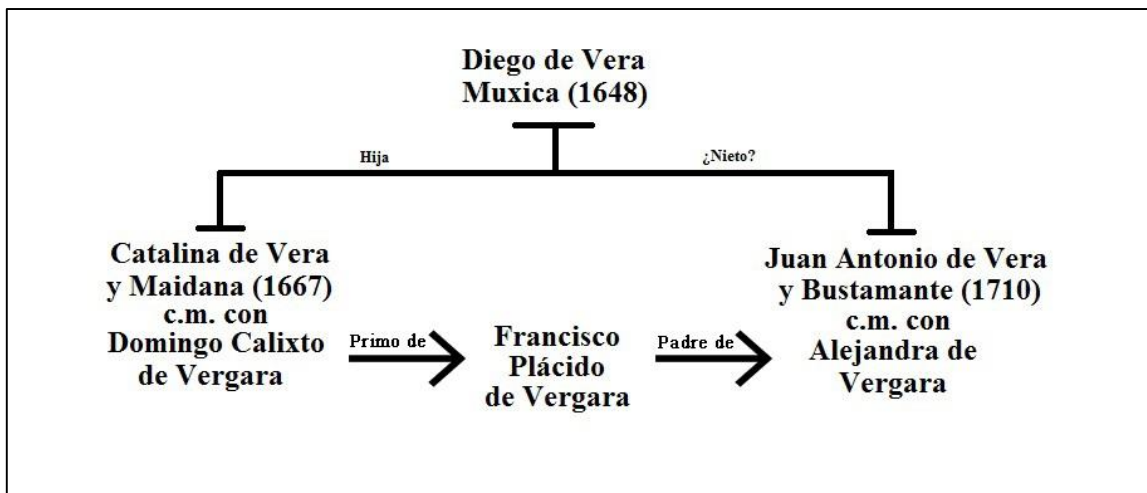 Diego de Vera
Muxica (1648)
Hija
¿Nieto?
Catalina de Vera
y Maidana (1667)
c.m. con
Domingo Calixto
de Vergara
Primo de
Francisco
Plácido
de Vergara
Padre de
Juan Antonio de Vera
y Bustamante (1710)
c.m. con
Alejandra de
Vergara